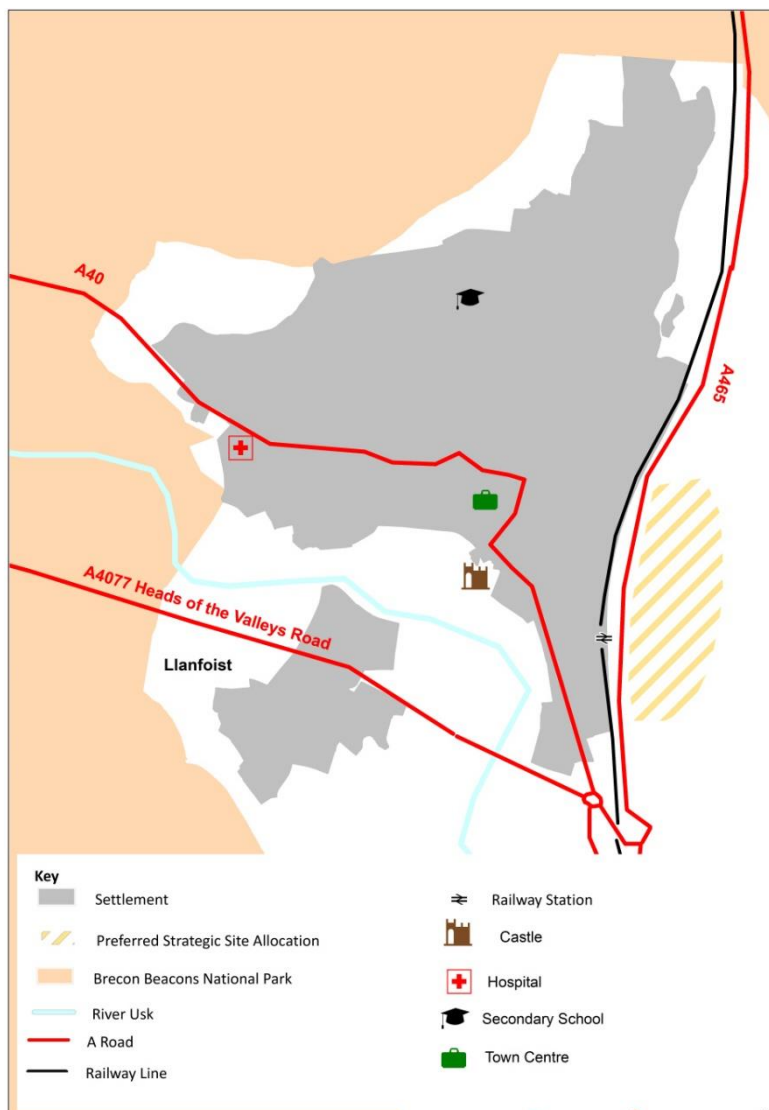 A40
A465
A4077 Heads of the Valleys Road
Llanfoist
Key
Settlement
Preferred Strategic Site Allocation
Brecon Beacons National Park
River Usk
A Road
Railway Line
Railway Station
Castle
Hospital
Secondary School
Town Centre